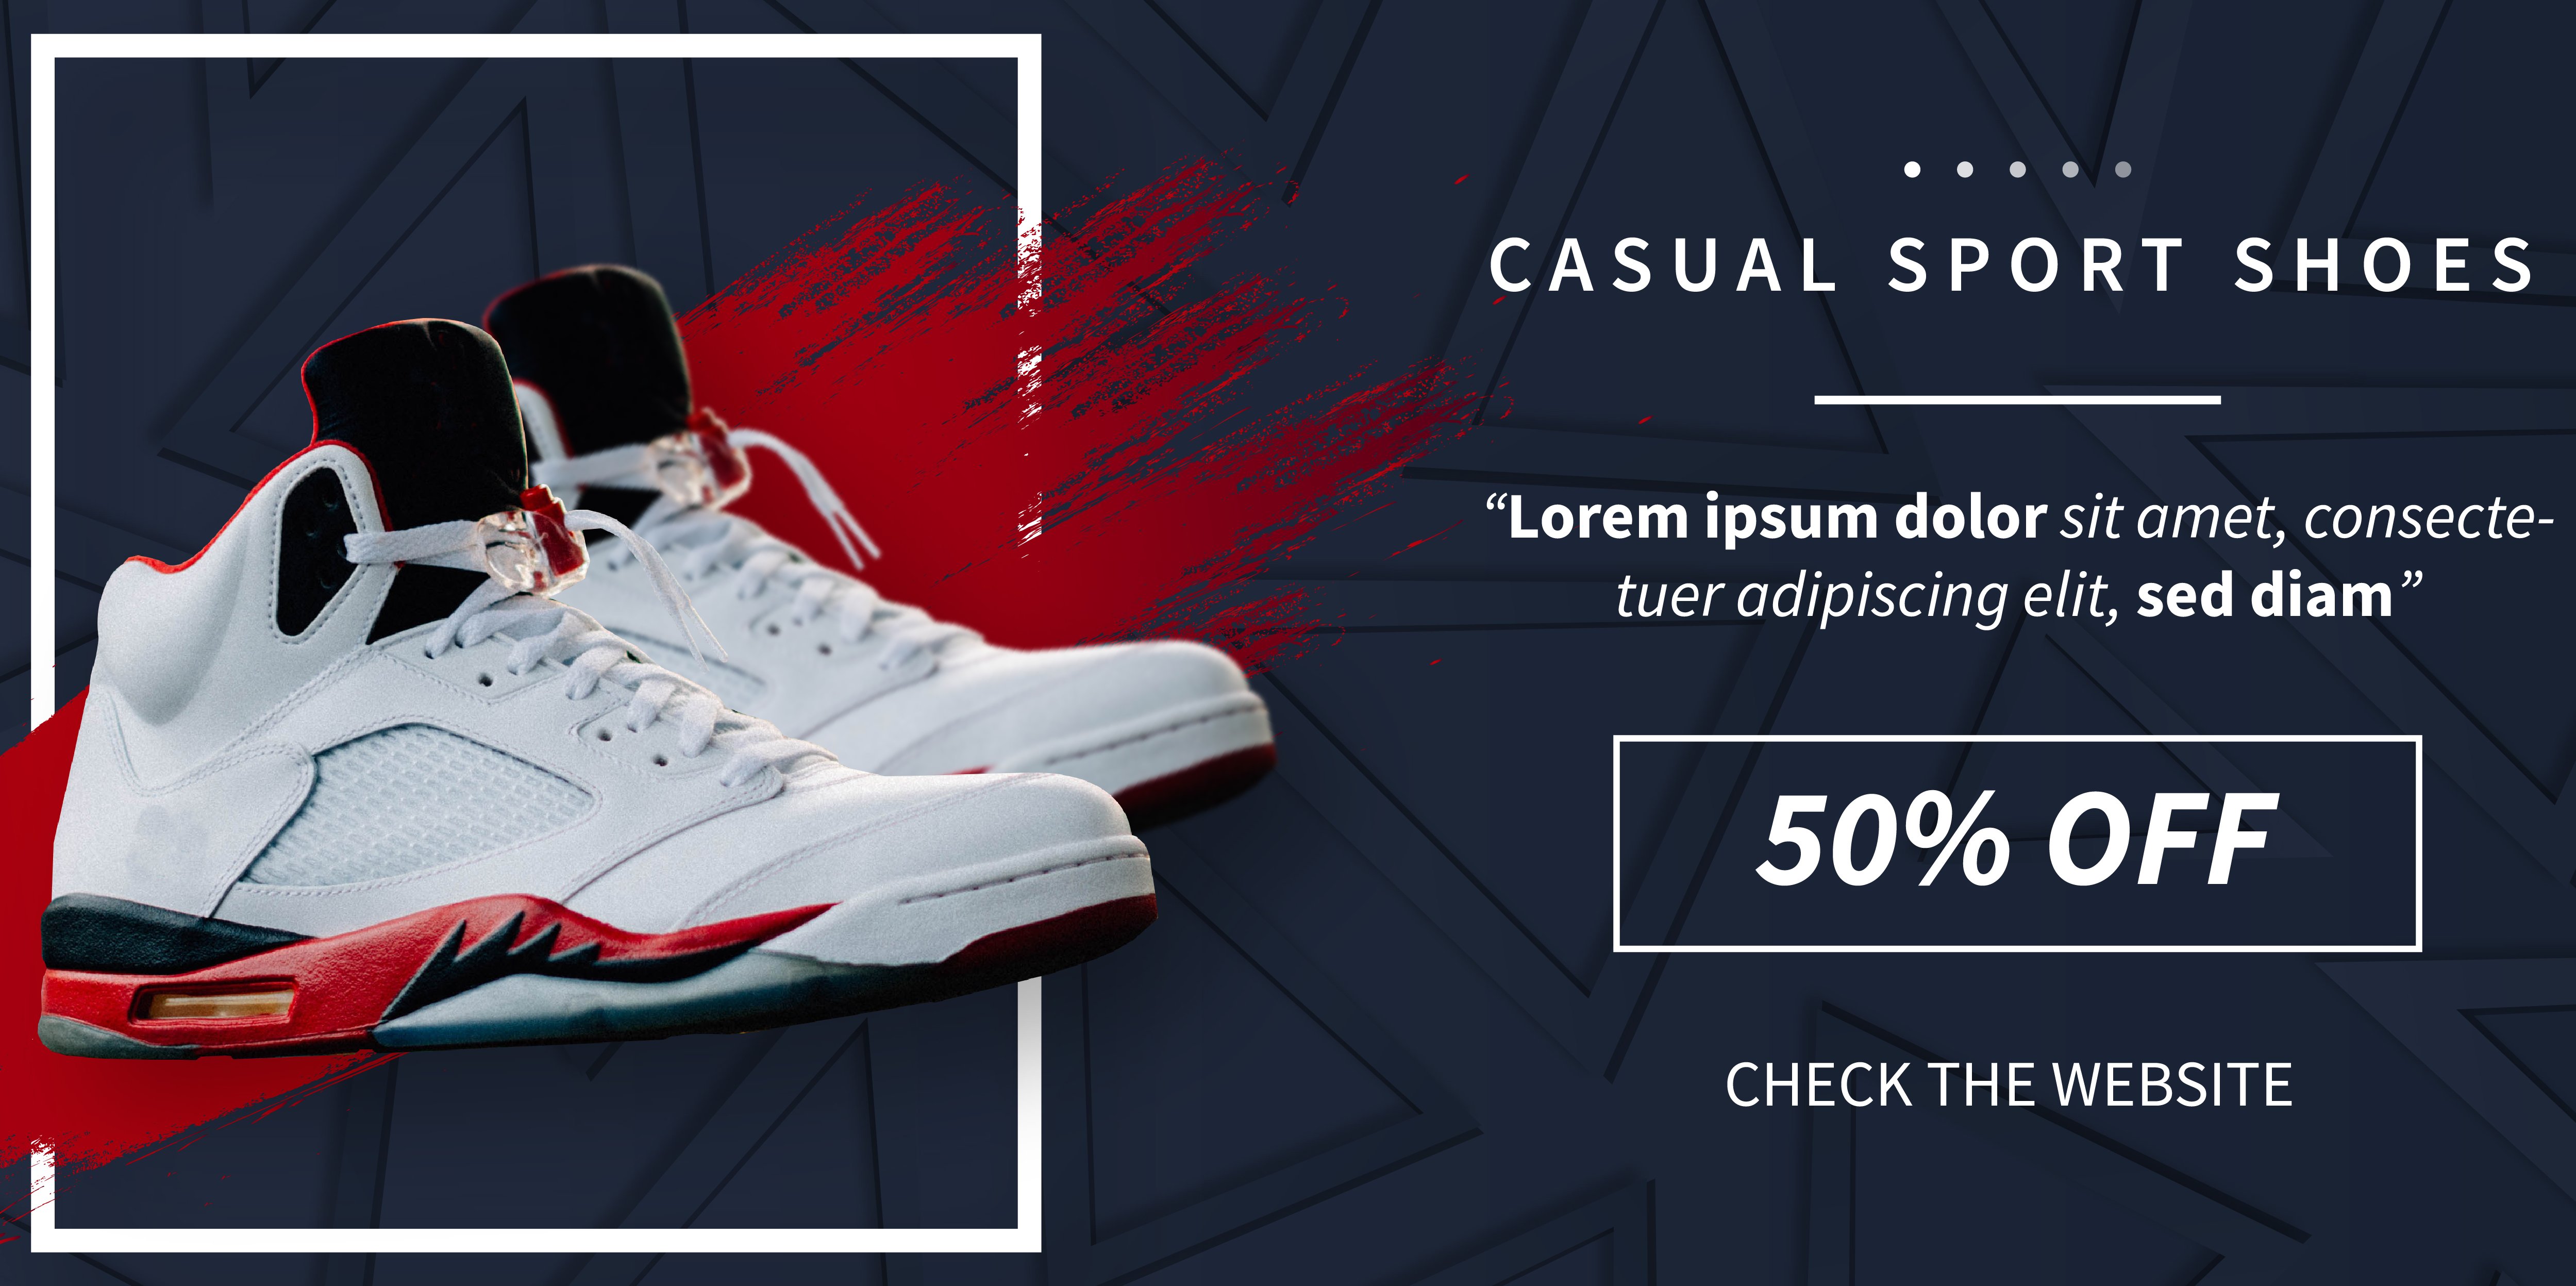 CASUAL SPORT SHOES
“Lorem ipsum dolor sit amet, consecte-
tuer adipiscing elit, sed diam”
50% OFF
CHECK THE WEBSITE